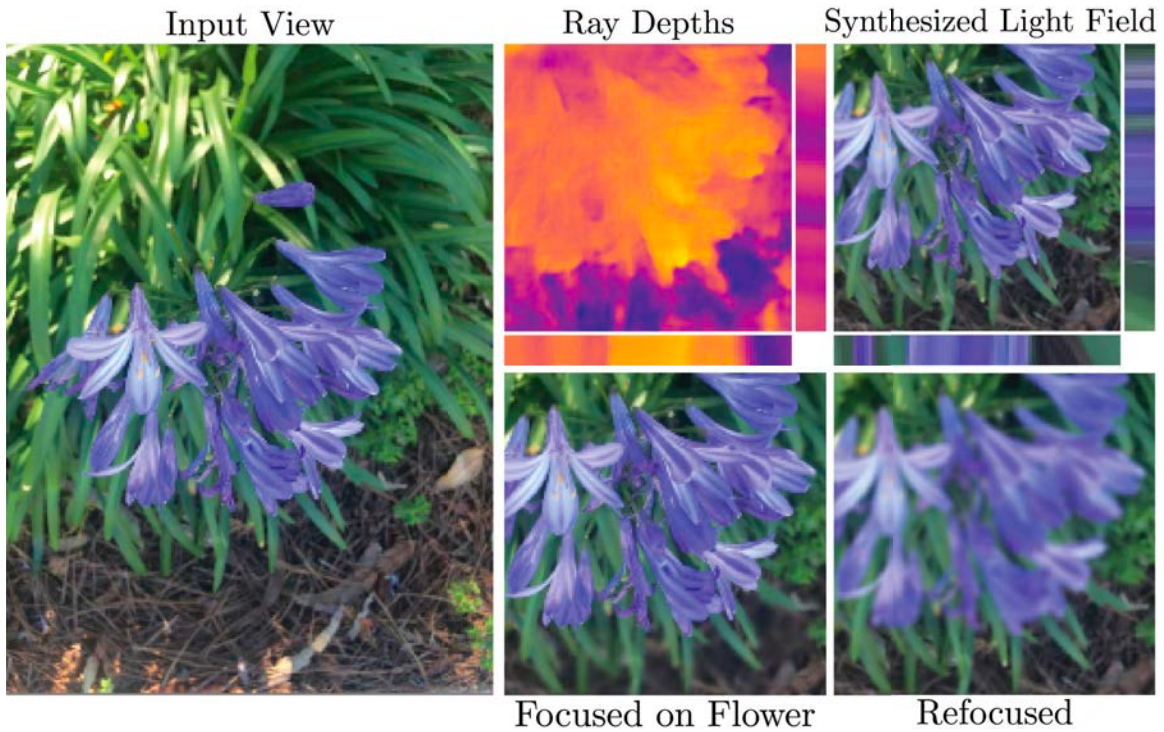 Input View
Ray Depths
Synthesized Light Field
Focused on Flower
Refocused